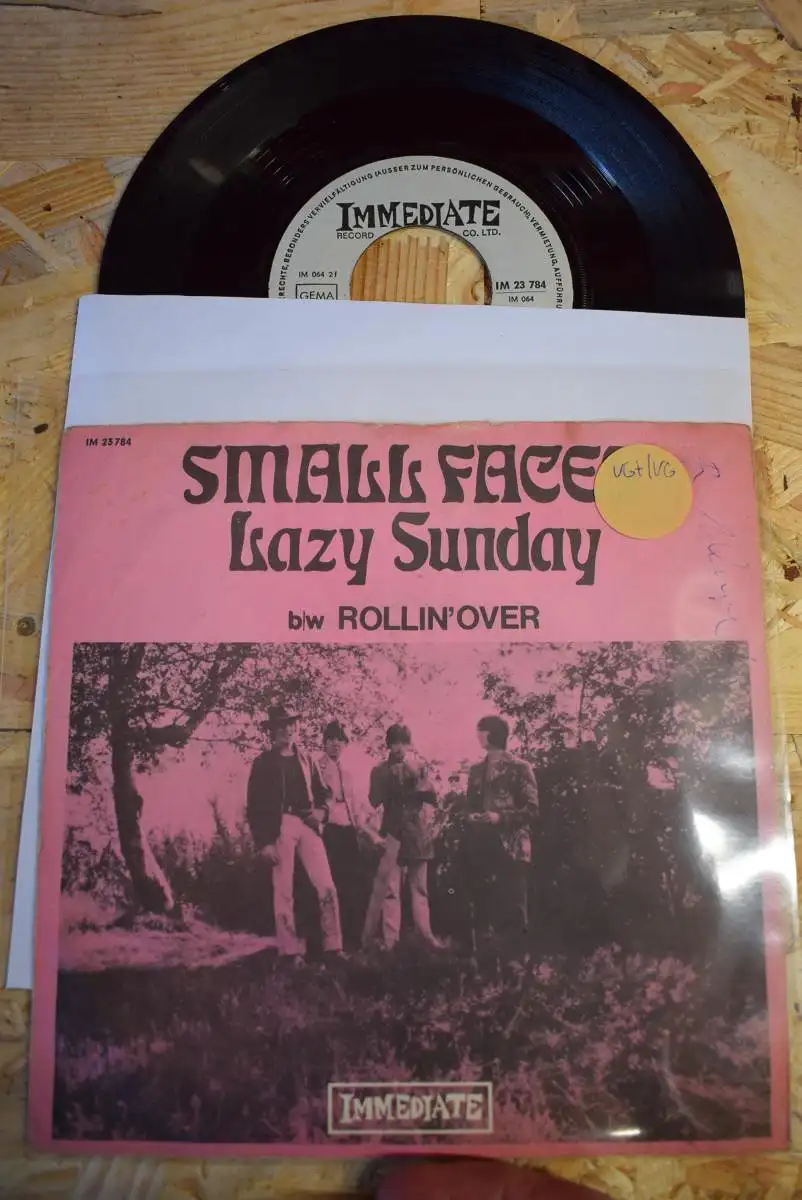 RECHTE, BESONDERS VERVIELFÄLTIGUNG (AUSSER ZUM PERSÖNLICHEN GEBRAUCH), VERMIETUNG, AUFFÜHRU
IMMEDIATE
RECORD CO. LTD.
IM 064 21
GEMA
IM 23 784
IM 064
IM 23784
SMALL FACE
VG+/VG
Lazy Sunday
b/w ROLLIN' OVER
IMMEDIATE